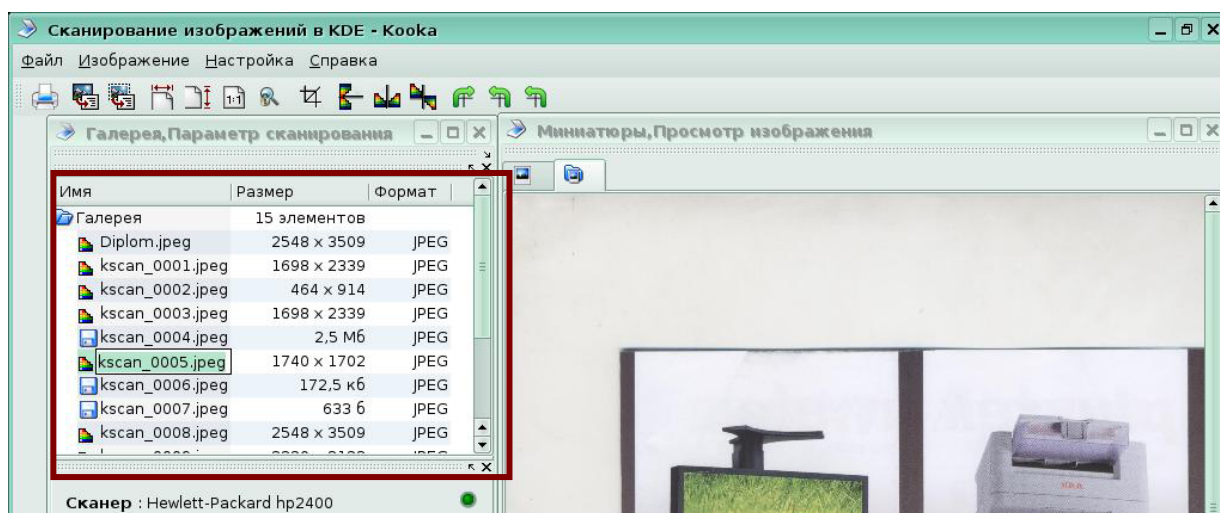 Сканирование изображений в KDE - Kooka
Файл Изображение Настройка Справка
Галерея,Параметр сканирования
Миниатюры,Просмотр изображения
Имя Размер Формат
Галерея 15 элементов
Diplom.jpeg 2548 x 3509 JPEG
kscan_0001.jpeg 1698 x 2339 JPEG
kscan_0002.jpeg 464 x 914 JPEG
kscan_0003.jpeg 1698 x 2339 JPEG
kscan_0004.jpeg 2,5 Мб JPEG
kscan_0005.jpeg 1740 x 1702 JPEG
kscan_0006.jpeg 172,5 кб JPEG
kscan_0007.jpeg 633 б JPEG
kscan_0008.jpeg 2548 x 3509 JPEG
Сканер : Hewlett-Packard hp2400